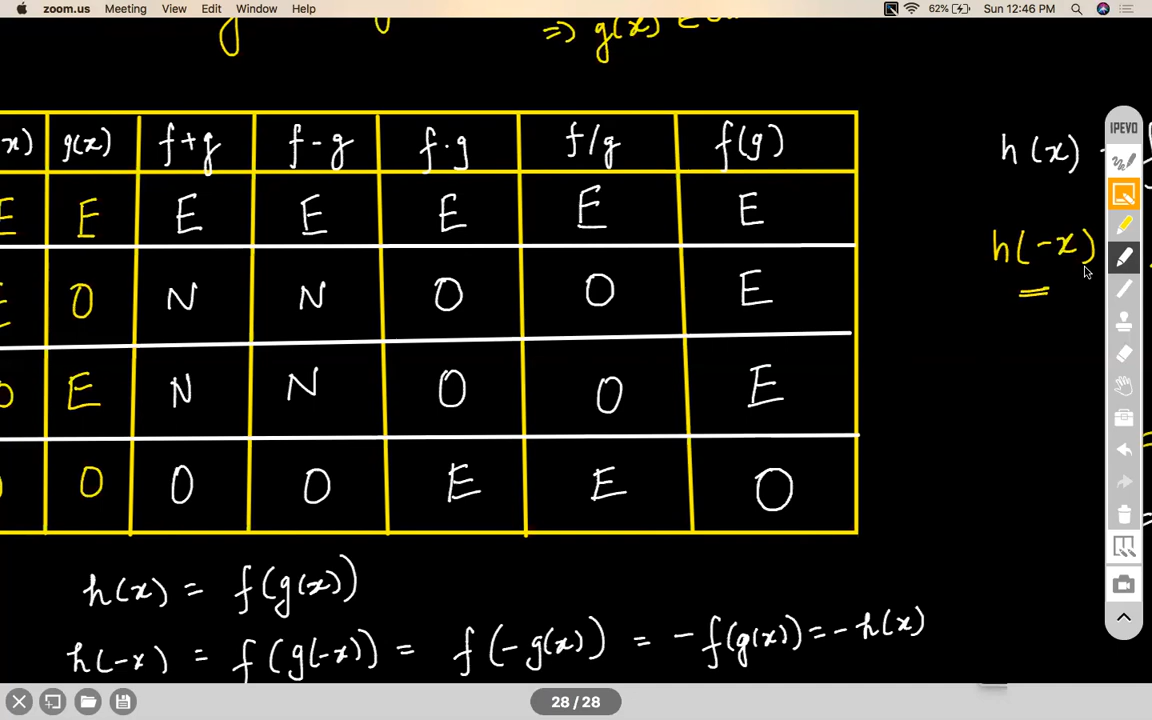 zoom.us Meeting View Edit Window Help 62% Sun 12:46 PM
=> g(x)
x) g(x) f+g f-g f·g f/g f(g)
E E E E E E E
E O N N O O E
O E N N O O E
O O O O E E O
h(x)
h(-x)
IPEVO
h(x) = f(g(x))
h(-x) = f(g(-x)) = f(-g(x)) = -f(g(x)) = -h(x)
28 / 28